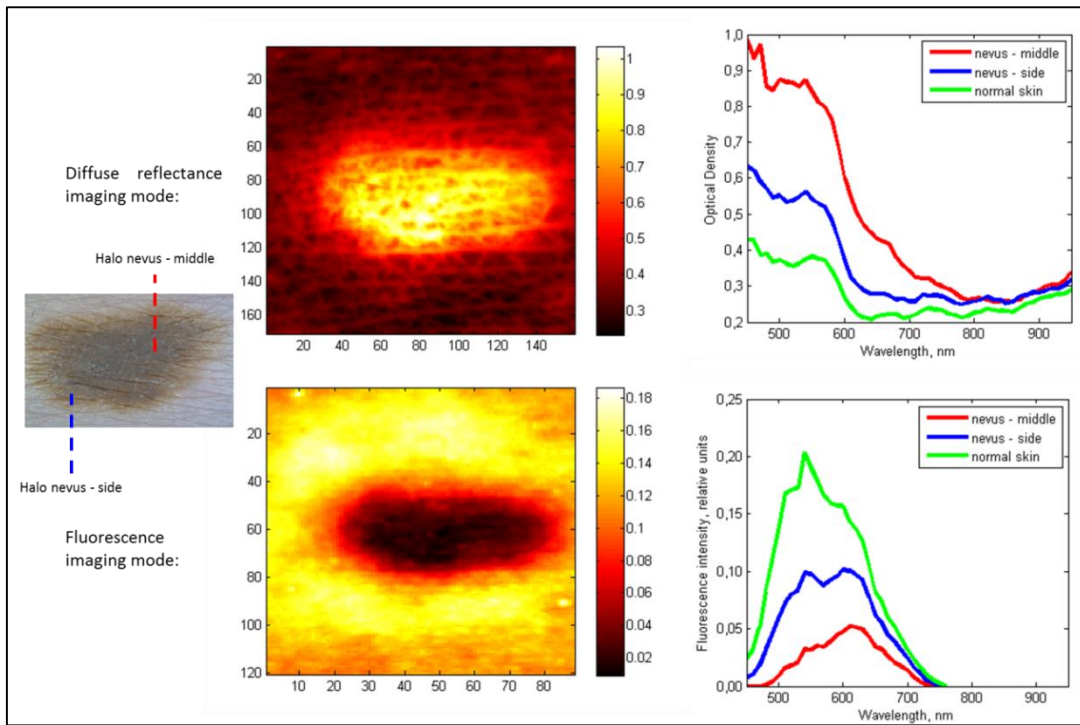 Diffuse reflectance
imaging mode:
Halo nevus - middle
Halo nevus - side
Fluorescence
imaging mode:
20
40
60
80
100
120
140
160
20 40 60 80 100 120 140
1
0.9
0.8
0.7
0.6
0.5
0.4
0.3
1,0
0,9
0,8
0,7
0,6
0,5
0,4
0,3
0,2
Optical Density
nevus - middle
nevus - side
normal skin
500 600 700 800 900
Wavelength, nm
20
40
60
80
100
120
20 40 60 80
10 30 50 70
0.18
0.16
0.14
0.12
0.1
0.08
0.06
0.04
0.02
0,25
0,20
0,15
0,10
0,05
0,00
Fluorescence intensity, relative units
nevus - middle
nevus - side
normal skin
500 600 700 800 900
Wavelength, nm